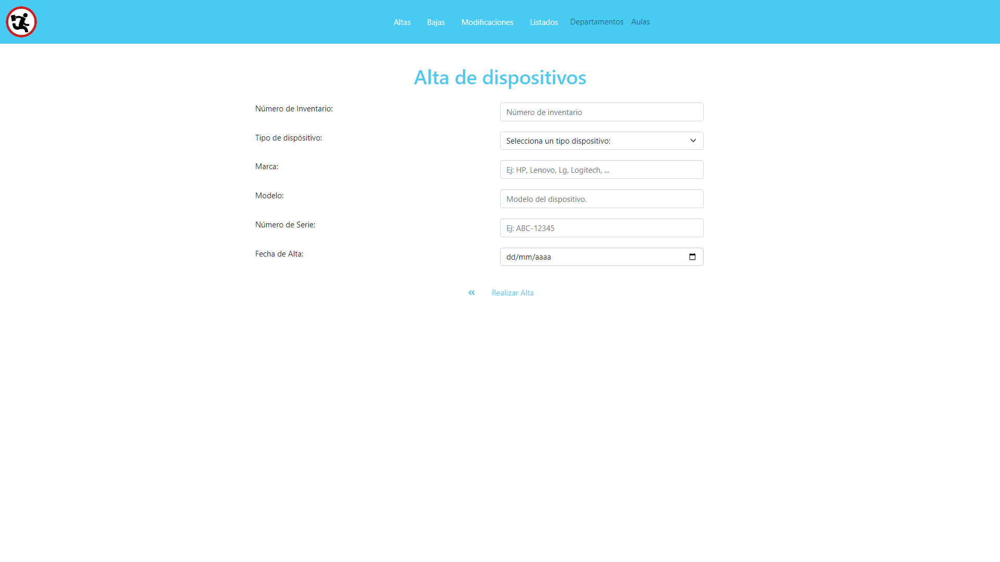 Altas Bajas Modificaciones Listados Departamentos Aulas
Alta de dispositivos
Número de Inventario: Número de inventario
Tipo de dispòsitivo: Selecciona un tipo dispositivo:
Marca: Ej: HP, Lenovo, Lg, Logitech, ...
Modelo: Modelo del dispositivo.
Número de Serie: Ej: ABC-12345
Fecha de Alta: dd/mm/aaaa
« Realizar Alta